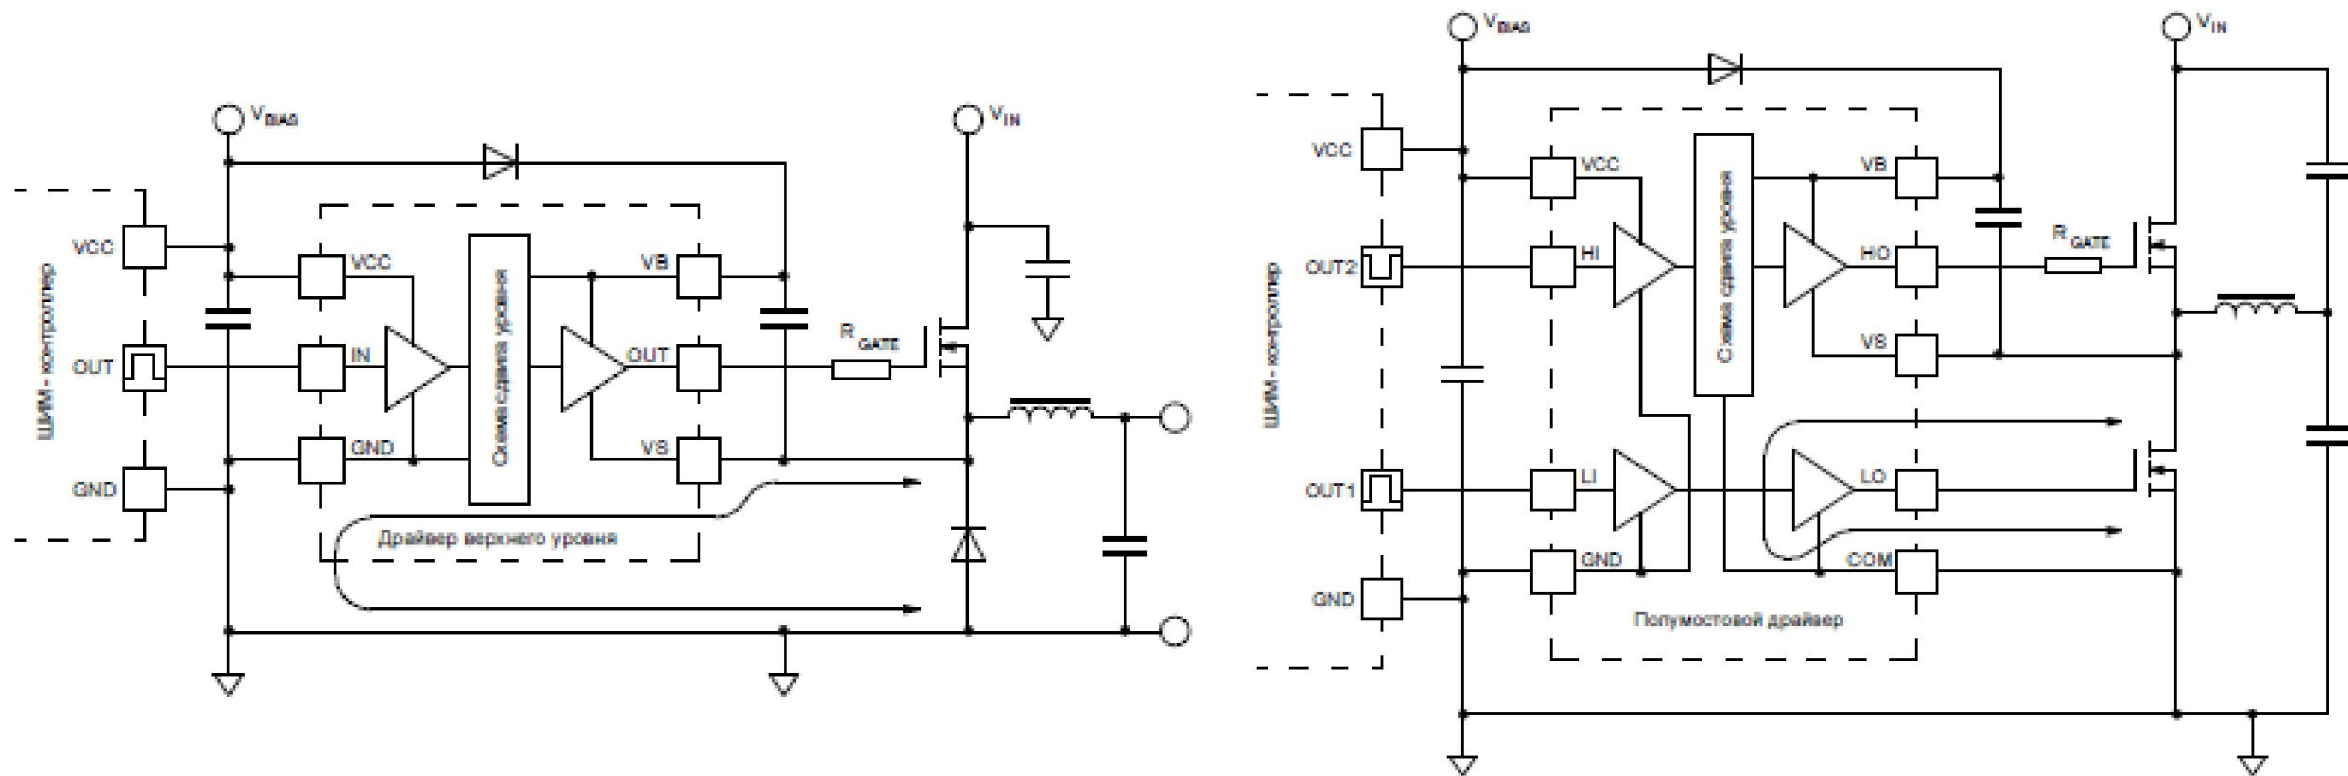 VBIAS
VIN
ШИМ - контроллер
VCC
OUT
GND
VCC
IN
GND
Схема сдвига уровня
VB
OUT
VS
RGATE
Драйвер верхнего уровня
VBIAS
VIN
ШИМ - контроллер
VCC
OUT2
OUT1
GND
VCC
HI
LI
GND
Схема сдвига уровня
VB
HO
VS
LO
COM
RGATE
Полумостовой драйвер